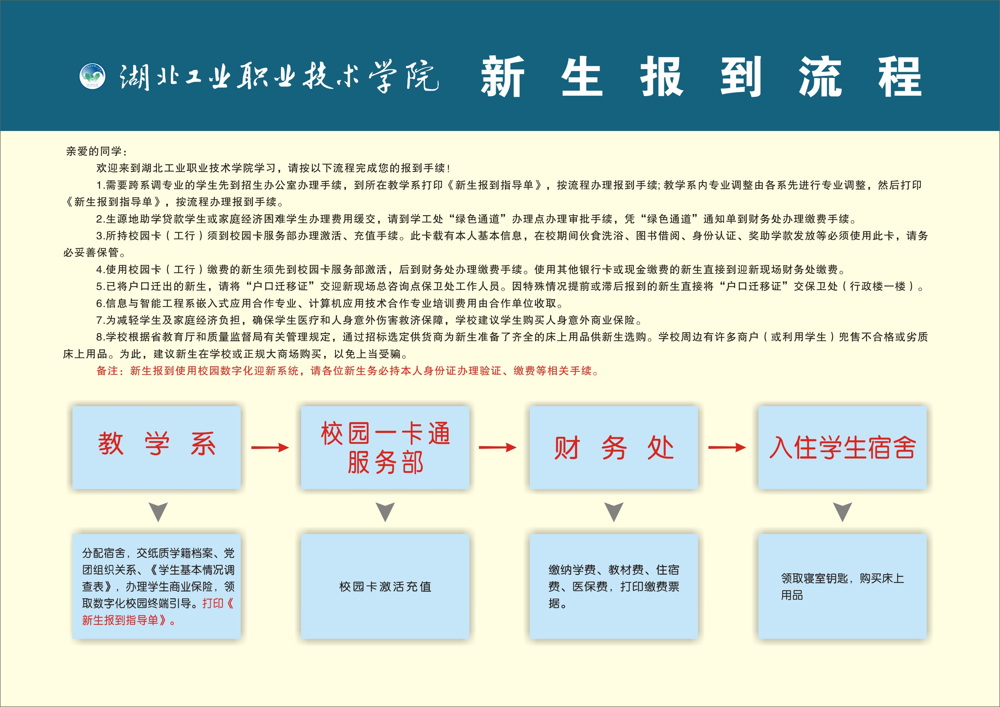 湖北工业职业技术学院 新生报到流程
亲爱的同学：
欢迎来到湖北工业职业技术学院学习，请按以下流程完成您的报到手续！
1.需要跨系调专业的学生先到招生办公室办理手续，到所在教学系打印《新生报到指导单》，按流程办理报到手续；教学系内专业调整由各系先进行专业调整，然后打印
《新生报到指导单》，按流程办理报到手续。
2.生源地助学贷款学生或家庭经济困难学生办理费用缓交，请到学工处“绿色通道”办理点办理审批手续，凭“绿色通道”通知单到财务处办理缴费手续。
3.所持校园卡（工行）须到校园卡服务部办理激活、充值手续。此卡载有本人基本信息，在校期间伙食洗浴、图书借阅、身份认证、奖助学款发放等必须使用此卡，请务
必妥善保管。
4.使用校园卡（工行）缴费的新生须先到校园卡服务部激活，后到财务处办理缴费手续。使用其他银行卡或现金缴费的新生直接到迎新现场财务处缴费。
5.已将户口迁出的新生，请将“户口迁移证”交迎新现场总咨询点保卫处工作人员。因特殊情况提前或滞后报到的新生直接将“户口迁移证”交保卫处（行政楼一楼）。
6.信息与智能工程系嵌入式应用合作专业、计算机应用技术合作专业培训费用由合作单位收取。
7.为减轻学生及家庭经济负担，确保学生医疗和人身意外伤害救济保障，学校建议学生购买人身意外商业保险。
8.学校根据省教育厅和质量监督局有关管理规定，通过招标选定供货商为新生准备了齐全的床上用品供新生选购。学校周边有许多商户（或利用学生）兜售不合格或劣质
床上用品。为此，建议新生在学校或正规大商场购买，以免上当受骗。
备注：新生报到使用校园数字化迎新系统，请各位新生务必持本人身份证办理验证、缴费等相关手续。
教学系
校园一卡通
服务部
财务处
入住学生宿舍
分配宿舍，交纸质学籍档案、党
团组织关系、《学生基本情况调
查表》，办理学生商业保险，领
取数字化校园终端引导。打印《
新生报到指导单》。
校园卡激活充值
缴纳学费、教材费、住宿
费、医保费，打印缴费票
据。
领取寝室钥匙，购买床上
用品